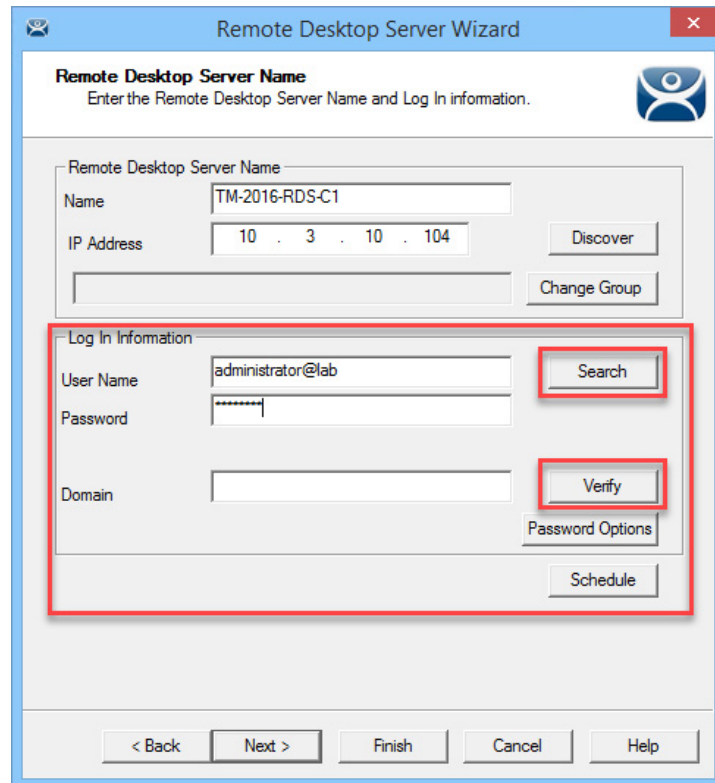 Remote Desktop Server Wizard
Remote Desktop Server Name
Enter the Remote Desktop Server Name and Log In information.
Remote Desktop Server Name
Name TM-2016-RDS-C1
IP Address 10 . 3 . 10 . 104 Discover
Change Group
Log In Information
User Name administrator@lab Search
Password ********
Domain Verify
Password Options
Schedule
< Back Next > Finish Cancel Help